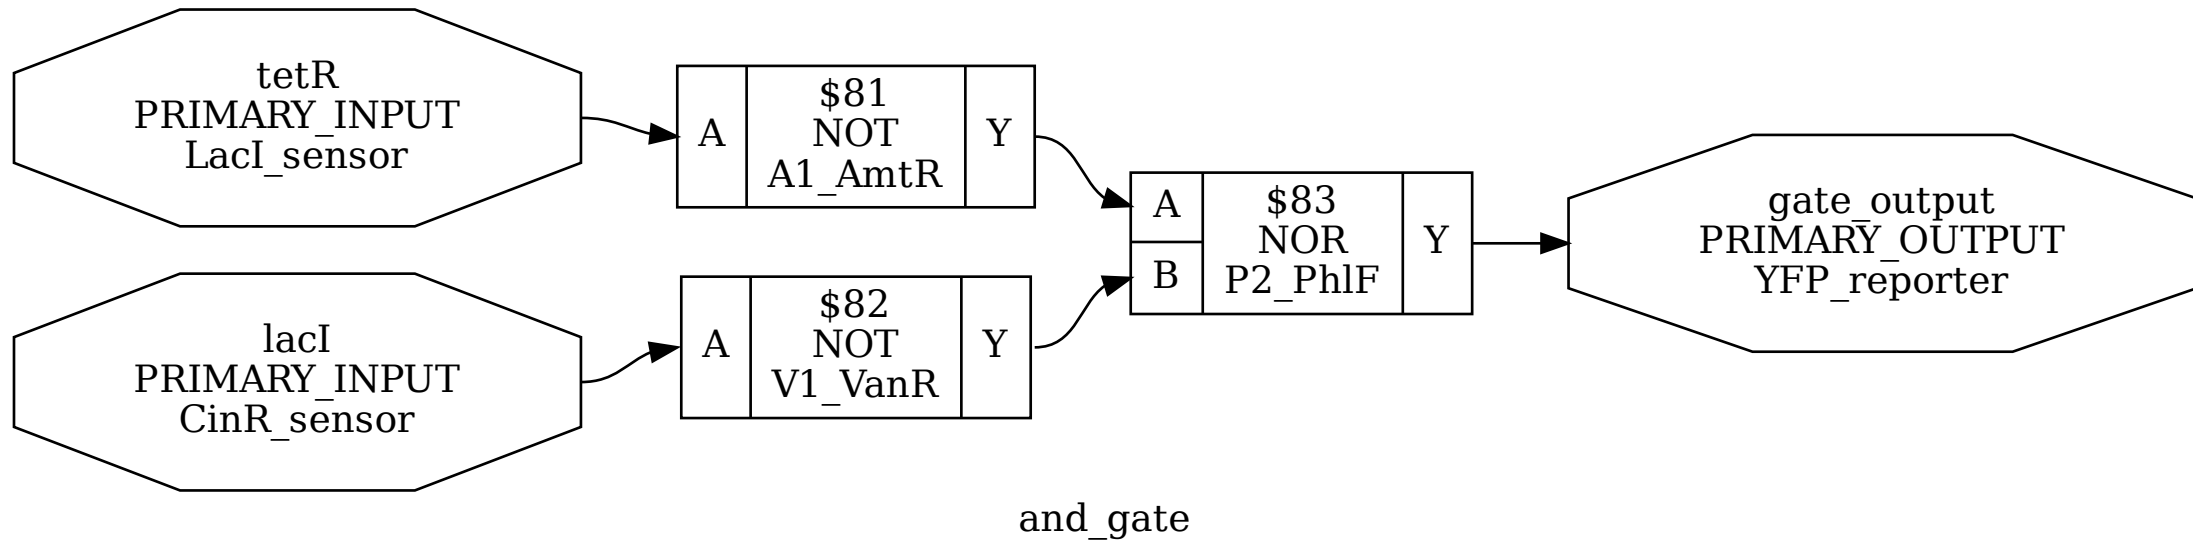 tetR
PRIMARY_INPUT
LacI_sensor
A
$81
NOT
A1_AmtR
Y
lacI
PRIMARY_INPUT
CinR_sensor
A
$82
NOT
V1_VanR
Y
A
B
$83
NOR
P2_PhlF
Y
gate_output
PRIMARY_OUTPUT
YFP_reporter
and_gate